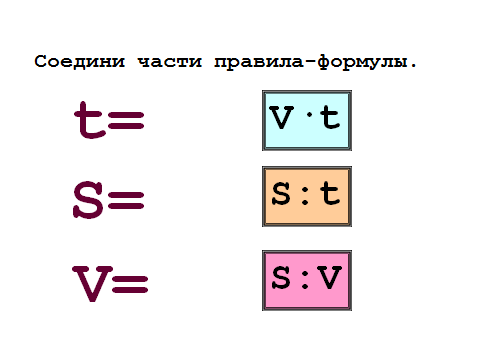 Соедини части правила-формулы.
t= V·t
S= S:t
V= S:V